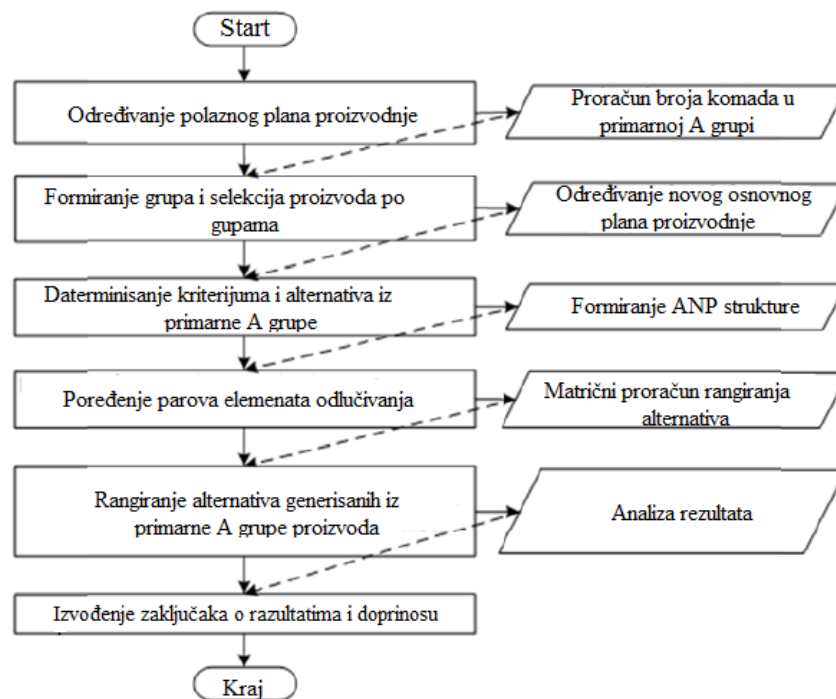 Start
Određivanje polaznog plana proizvodnje
Proračun broja komada u
primarnoj A grupi
Formiranje grupa i selekcija proizvoda po
gupama
Određivanje novog osnovnog
plana proizvodnje
Daterminisanje kriterijuma i alternativa iz
primarne A grupe
Formiranje ANP strukture
Poređenje parova elemenata odlučivanja
Matrični proračun rangiranja
alternativa
Rangiranje alternativa generisanih iz
primarne A grupe proizvoda
Analiza rezultata
Izvođenje zaključaka o razultatima i doprinosu
Kraj